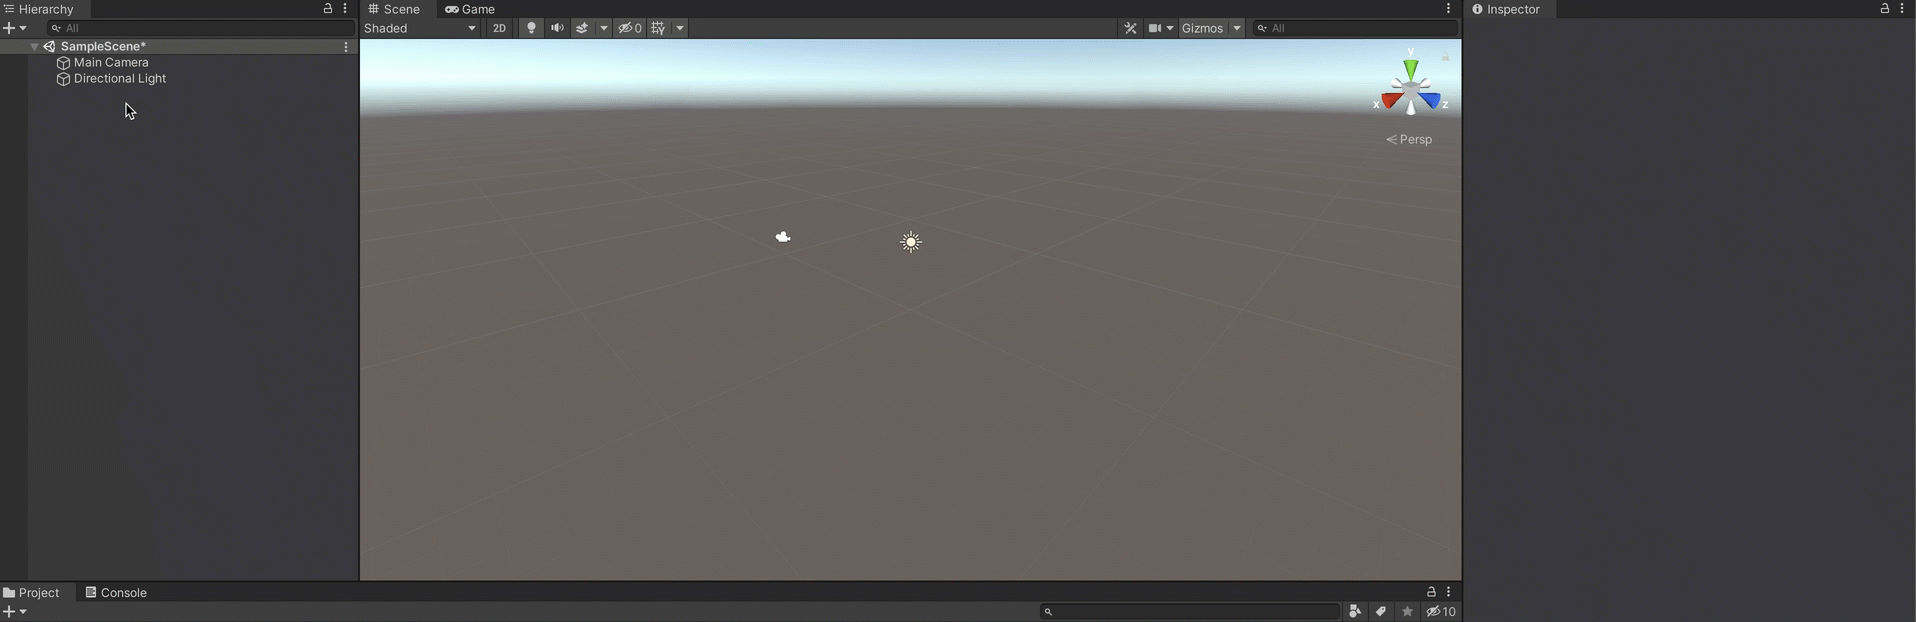 Hierarchy
All
SampleScene*
Main Camera
Directional Light
Scene
Game
Shaded
2D
0
Gizmos
All
y
x
z
Persp
Inspector
Project
Console
10